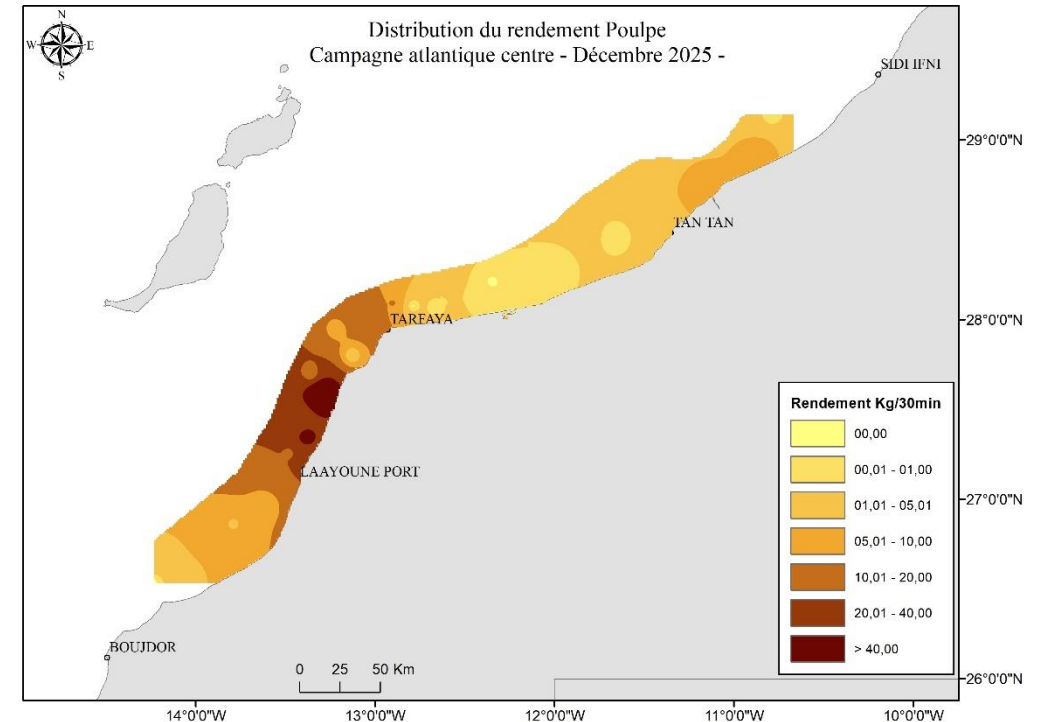 Distribution du rendement Poulpe
Campagne atlantique centre - Décembre 2025 -
N
W
E
S
SIDI IFNI
29°0'0"N
TAN TAN
TARFAYA
28°0'0"N
Rendement Kg/30min
00,00
00,01 - 01,00
01,01 - 05,01
05,01 - 10,00
10,01 - 20,00
20,01 - 40,00
> 40,00
LAAYOUNE PORT
27°0'0"N
BOUJDOR
0 25 50 Km
26°0'0"N
14°0'0"W 13°0'0"W 12°0'0"W 11°0'0"W 10°0'0"W